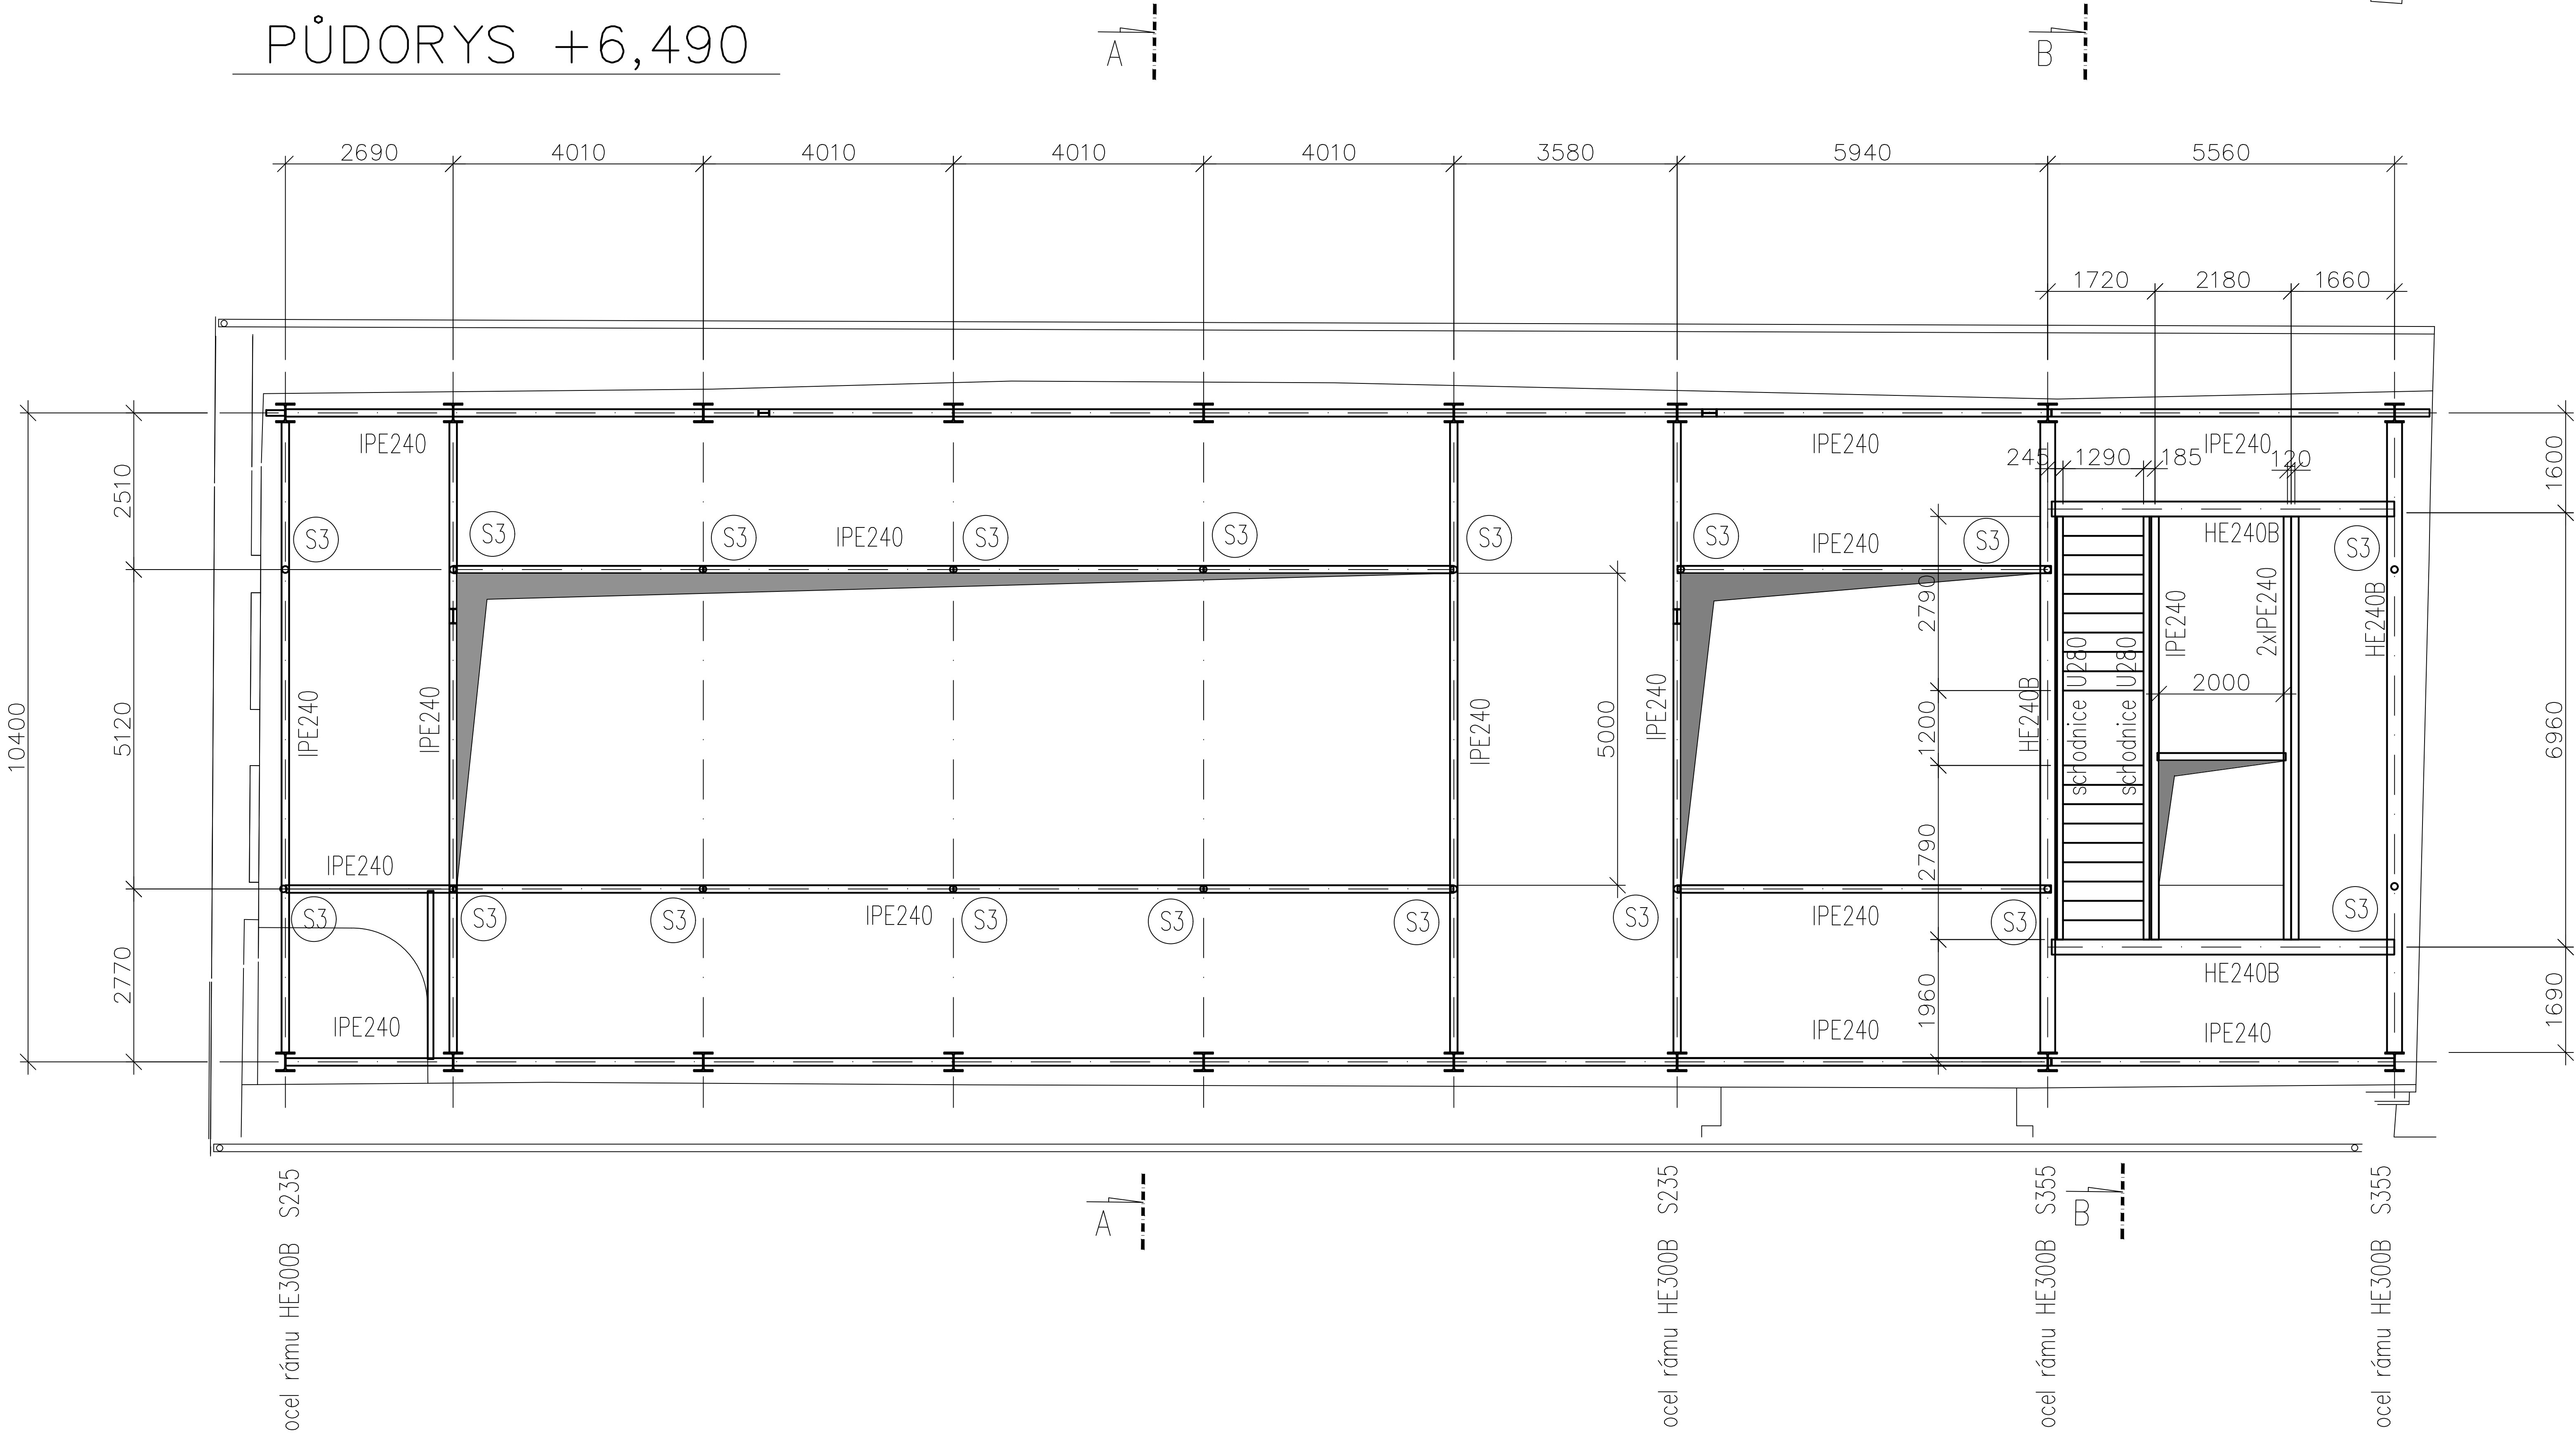 PŮDORYS +6,490
A
B
2690
4010
4010
4010
4010
3580
5940
5560
1720
2180
1660
IPE240
IPE240
IPE240
245
1290
185
120
2510
1600
S3
S3
S3
IPE240
S3
S3
S3
S3
IPE240
S3
HE240B
S3
2790
IPE240
2xIPE240
HE240B
schodnice U280
schodnice U280
2000
10400
5120
IPE240
IPE240
IPE240
5000
IPE240
1200
HE240B
6960
2790
IPE240
S3
S3
S3
IPE240
S3
S3
S3
S3
IPE240
S3
S3
HE240B
2770
1960
1690
IPE240
IPE240
IPE240
A
B
ocel rámu HE300B S235
ocel rámu HE300B S235
ocel rámu HE300B S355
ocel rámu HE300B S355